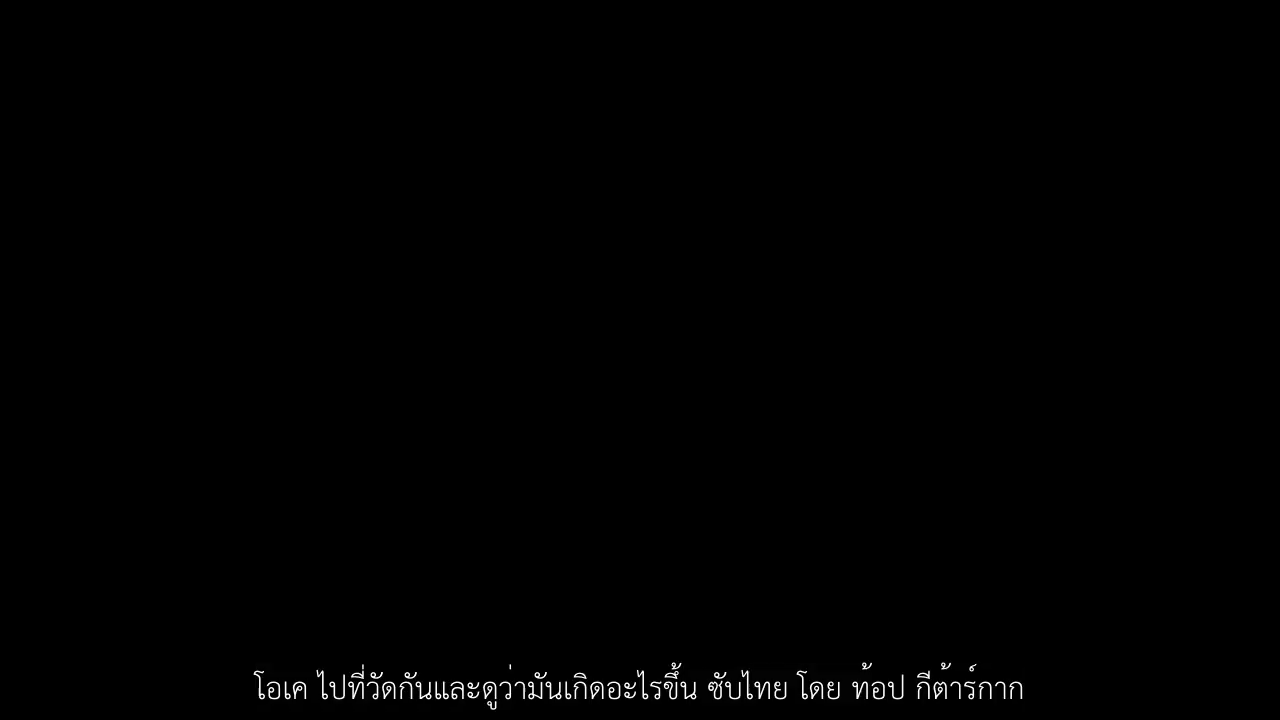 โอเค ไปที่วัดกันและดูว่ามันเกิดอะไรขึ้น ซับไทย โดย ท้อป กีต้าร์กาก